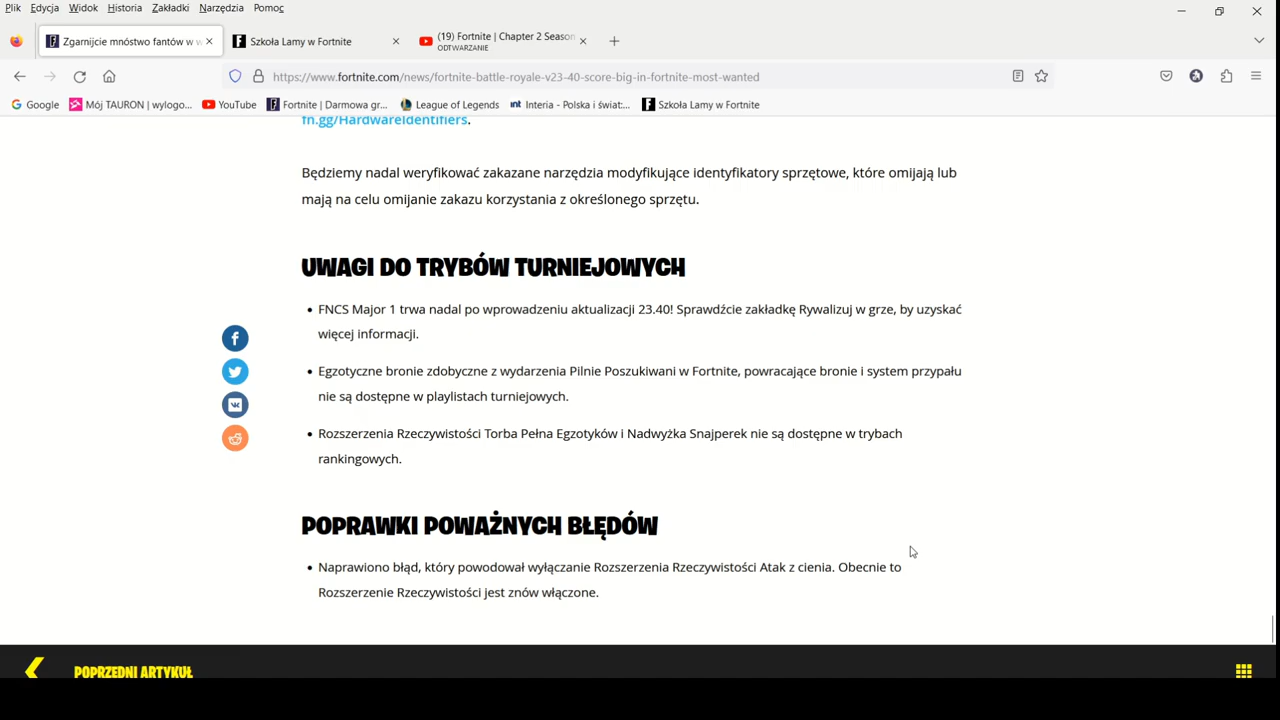 Plik Edycja Widok Historia Zakładki Narzędzia Pomoc
Zgarnijcie mnóstwo fantów w w
Szkoła Lamy w Fortnite
(19) Fortnite | Chapter 2 Season
ODTWARZANIE
https://www.fortnite.com/news/fortnite-battle-royale-v23-40-score-big-in-fortnite-most-wanted
Google Mój TAURON | wylogo... YouTube Fortnite | Darmowa gr... League of Legends Interia - Polska i świat:... Szkoła Lamy w Fortnite
fn.gg/HardwareIdentifiers.
Będziemy nadal weryfikować zakazane narzędzia modyfikujące identyfikatory sprzętowe, które omijają lub
mają na celu omijanie zakazu korzystania z określonego sprzętu.
UWAGI DO TRYBÓW TURNIEJOWYCH
• FNCS Major 1 trwa nadal po wprowadzeniu aktualizacji 23.40! Sprawdźcie zakładkę Rywalizuj w grze, by uzyskać
więcej informacji.
• Egzotyczne bronie zdobyczne z wydarzenia Pilnie Poszukiwani w Fortnite, powracające bronie i system przypału
nie są dostępne w playlistach turniejowych.
• Rozszerzenia Rzeczywistości Torba Pełna Egzotyków i Nadwyżka Snajperek nie są dostępne w trybach
rankingowych.
POPRAWKI POWAŻNYCH BŁĘDÓW
• Naprawiono błąd, który powodował wyłączanie Rozszerzenia Rzeczywistości Atak z cienia. Obecnie to
Rozszerzenie Rzeczywistości jest znów włączone.
POPRZEDNI ARTYKUŁ